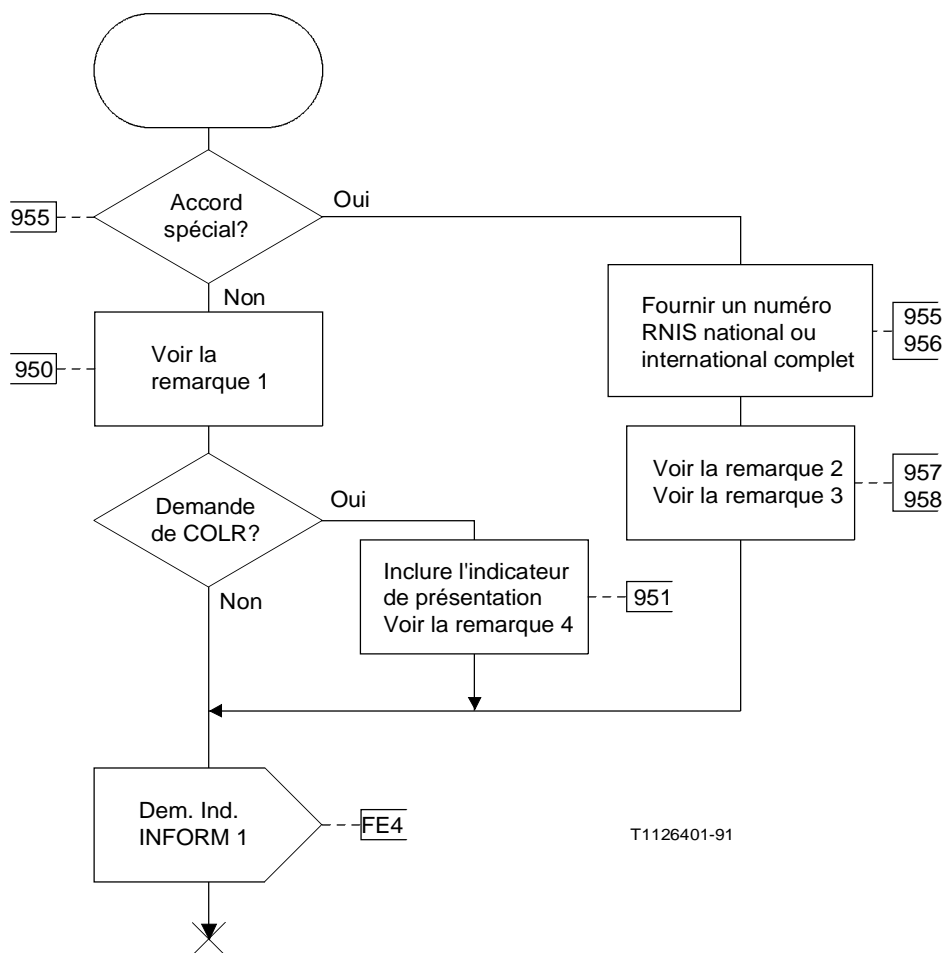 Accord
spécial?
Oui
955
Non
Fournir un numéro
RNIS national ou
international complet
955
956
Voir la
remarque 1
950
Voir la remarque 2
Voir la remarque 3
957
958
Demande
de COLR?
Oui
Non
Inclure l'indicateur
de présentation
Voir la remarque 4
951
Dem. Ind.
INFORM 1
FE4
T1126401-91